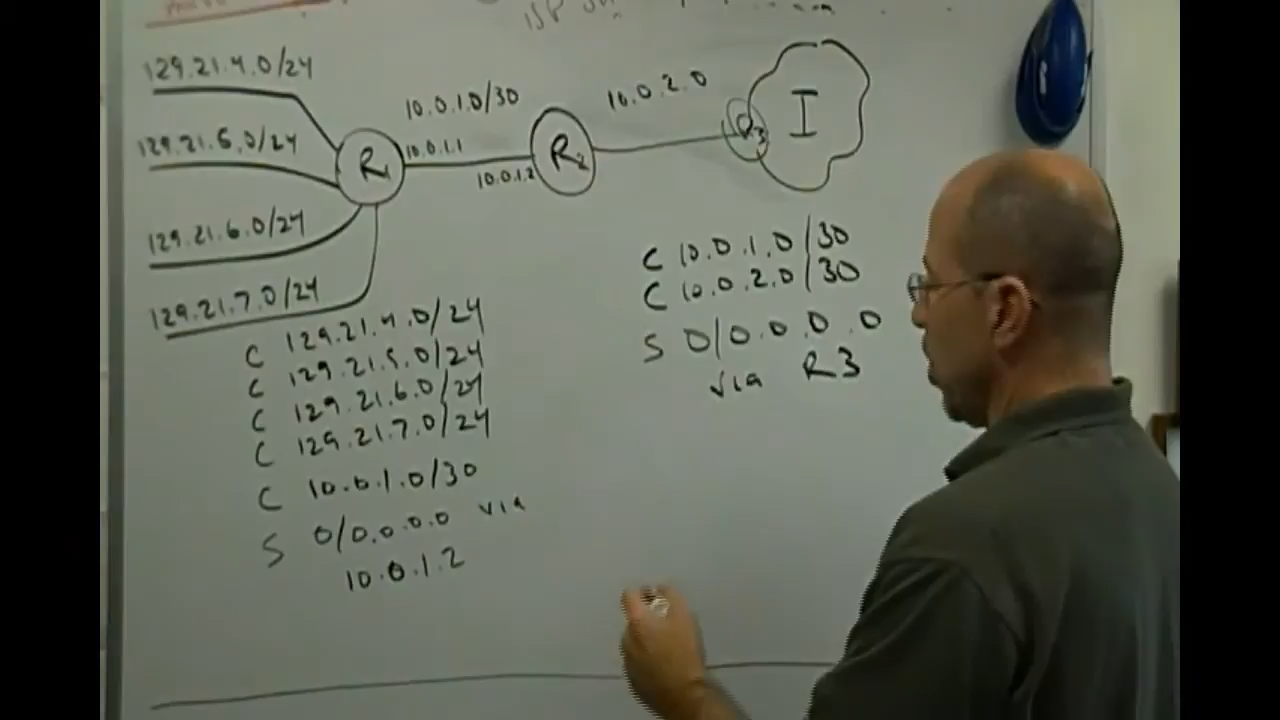 129.21.4.0/24
129.21.5.0/24
129.21.6.0/24
129.21.7.0/24
R1
10.0.1.0/30
10.0.1.1
10.0.1.2
R2
10.0.2.0
R3
I
C 129.21.4.0/24
C 129.21.5.0/24
C 129.21.6.0/24
C 129.21.7.0/24
C 10.0.1.0/30
S 0/0.0.0.0 via
10.0.1.2
C 10.0.1.0/30
C 10.0.2.0/30
S 0/0.0.0.0
via R3